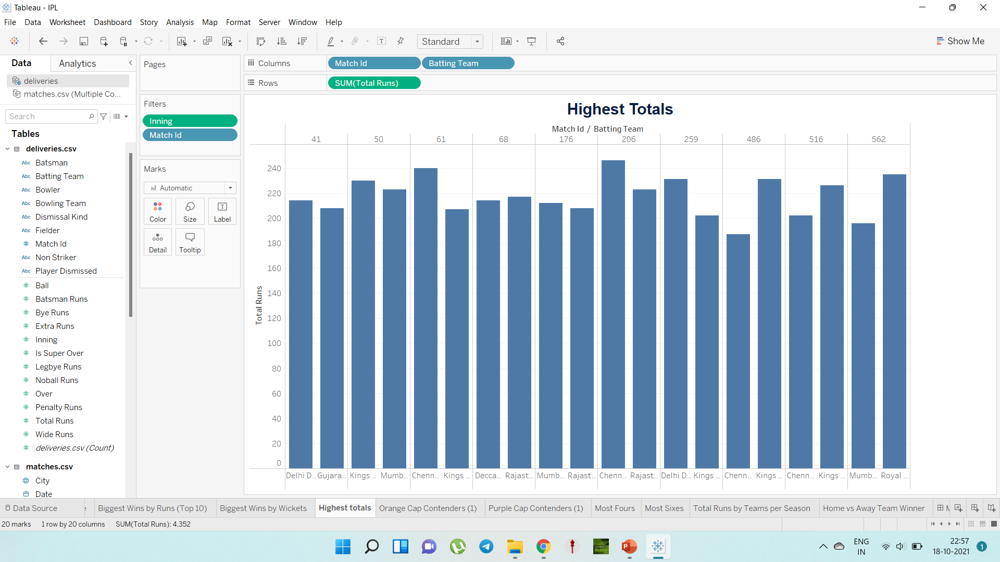 Tableau - IPL
File Data Worksheet Dashboard Story Analysis Map Format Server Window Help
Standard
Show Me
Data Analytics
deliveries
matches.csv (Multiple Co...
Search
Tables
deliveries.csv
Abc Batsman
Abc Batting Team
Abc Bowler
Abc Bowling Team
Abc Dismissal Kind
Abc Fielder
# Match Id
Abc Non Striker
Abc Player Dismissed
# Ball
# Batsman Runs
# Bye Runs
# Extra Runs
# Inning
# Is Super Over
# Legbye Runs
# Noball Runs
# Over
# Penalty Runs
# Total Runs
# Wide Runs
# deliveries.csv (Count)
matches.csv
City
Date
Pages
Filters
Inning
Match Id
Marks
Automatic
Color Size Label
Detail Tooltip
Columns Match Id Batting Team
Rows SUM(Total Runs)
Highest Totals
Match Id / Batting Team
41 50 61 68 176 206 259 486 516 562
Total Runs
240
220
200
180
160
140
120
100
80
60
40
20
0
Delhi D.. Gujara.. Kings .. Mumb.. Chenn.. Kings .. Decca.. Rajast.. Mumb.. Rajast.. Chenn.. Rajast.. Delhi D.. Kings .. Chenn.. Kings .. Chenn.. Kings .. Mumb.. Royal ..
Data Source Biggest Wins by Runs (Top 10) Biggest Wins by Wickets Highest totals Orange Cap Contenders (1) Purple Cap Contenders (1) Most Fours Most Sixes Total Runs by Teams per Season Home vs Away Team Winner
20 marks 1 row by 20 columns SUM(Total Runs): 4,352
ENG
IN
22:57
18-10-2021
1